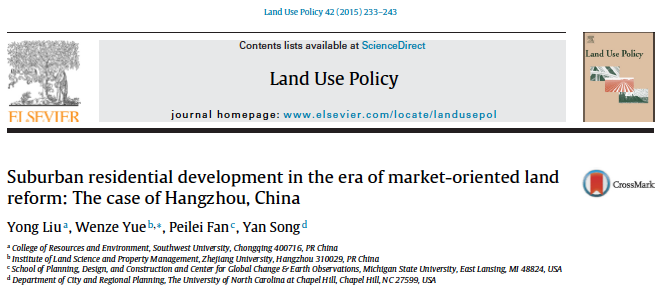 Land Use Policy 42 (2015) 233–243
Contents lists available at ScienceDirect
Land Use Policy
journal homepage: www.elsevier.com/locate/landusepol
ELSEVIER
Land Use Policy
Suburban residential development in the era of market-oriented land
reform: The case of Hangzhou, China
CrossMark
Yong Liu a, Wenze Yue b,∗, Peilei Fan c, Yan Song d
a College of Resources and Environment, Southwest University, Chongqing 400716, PR China
b Institute of Land Science and Property Management, Zhejiang University, Hangzhou 310029, PR China
c School of Planning, Design, and Construction and Center for Global Change & Earth Observations, Michigan State University, East Lansing, MI 48824, USA
d Department of City and Regional Planning, The University of North Carolina at Chapel Hill, Chapel Hill, NC 27599, USA